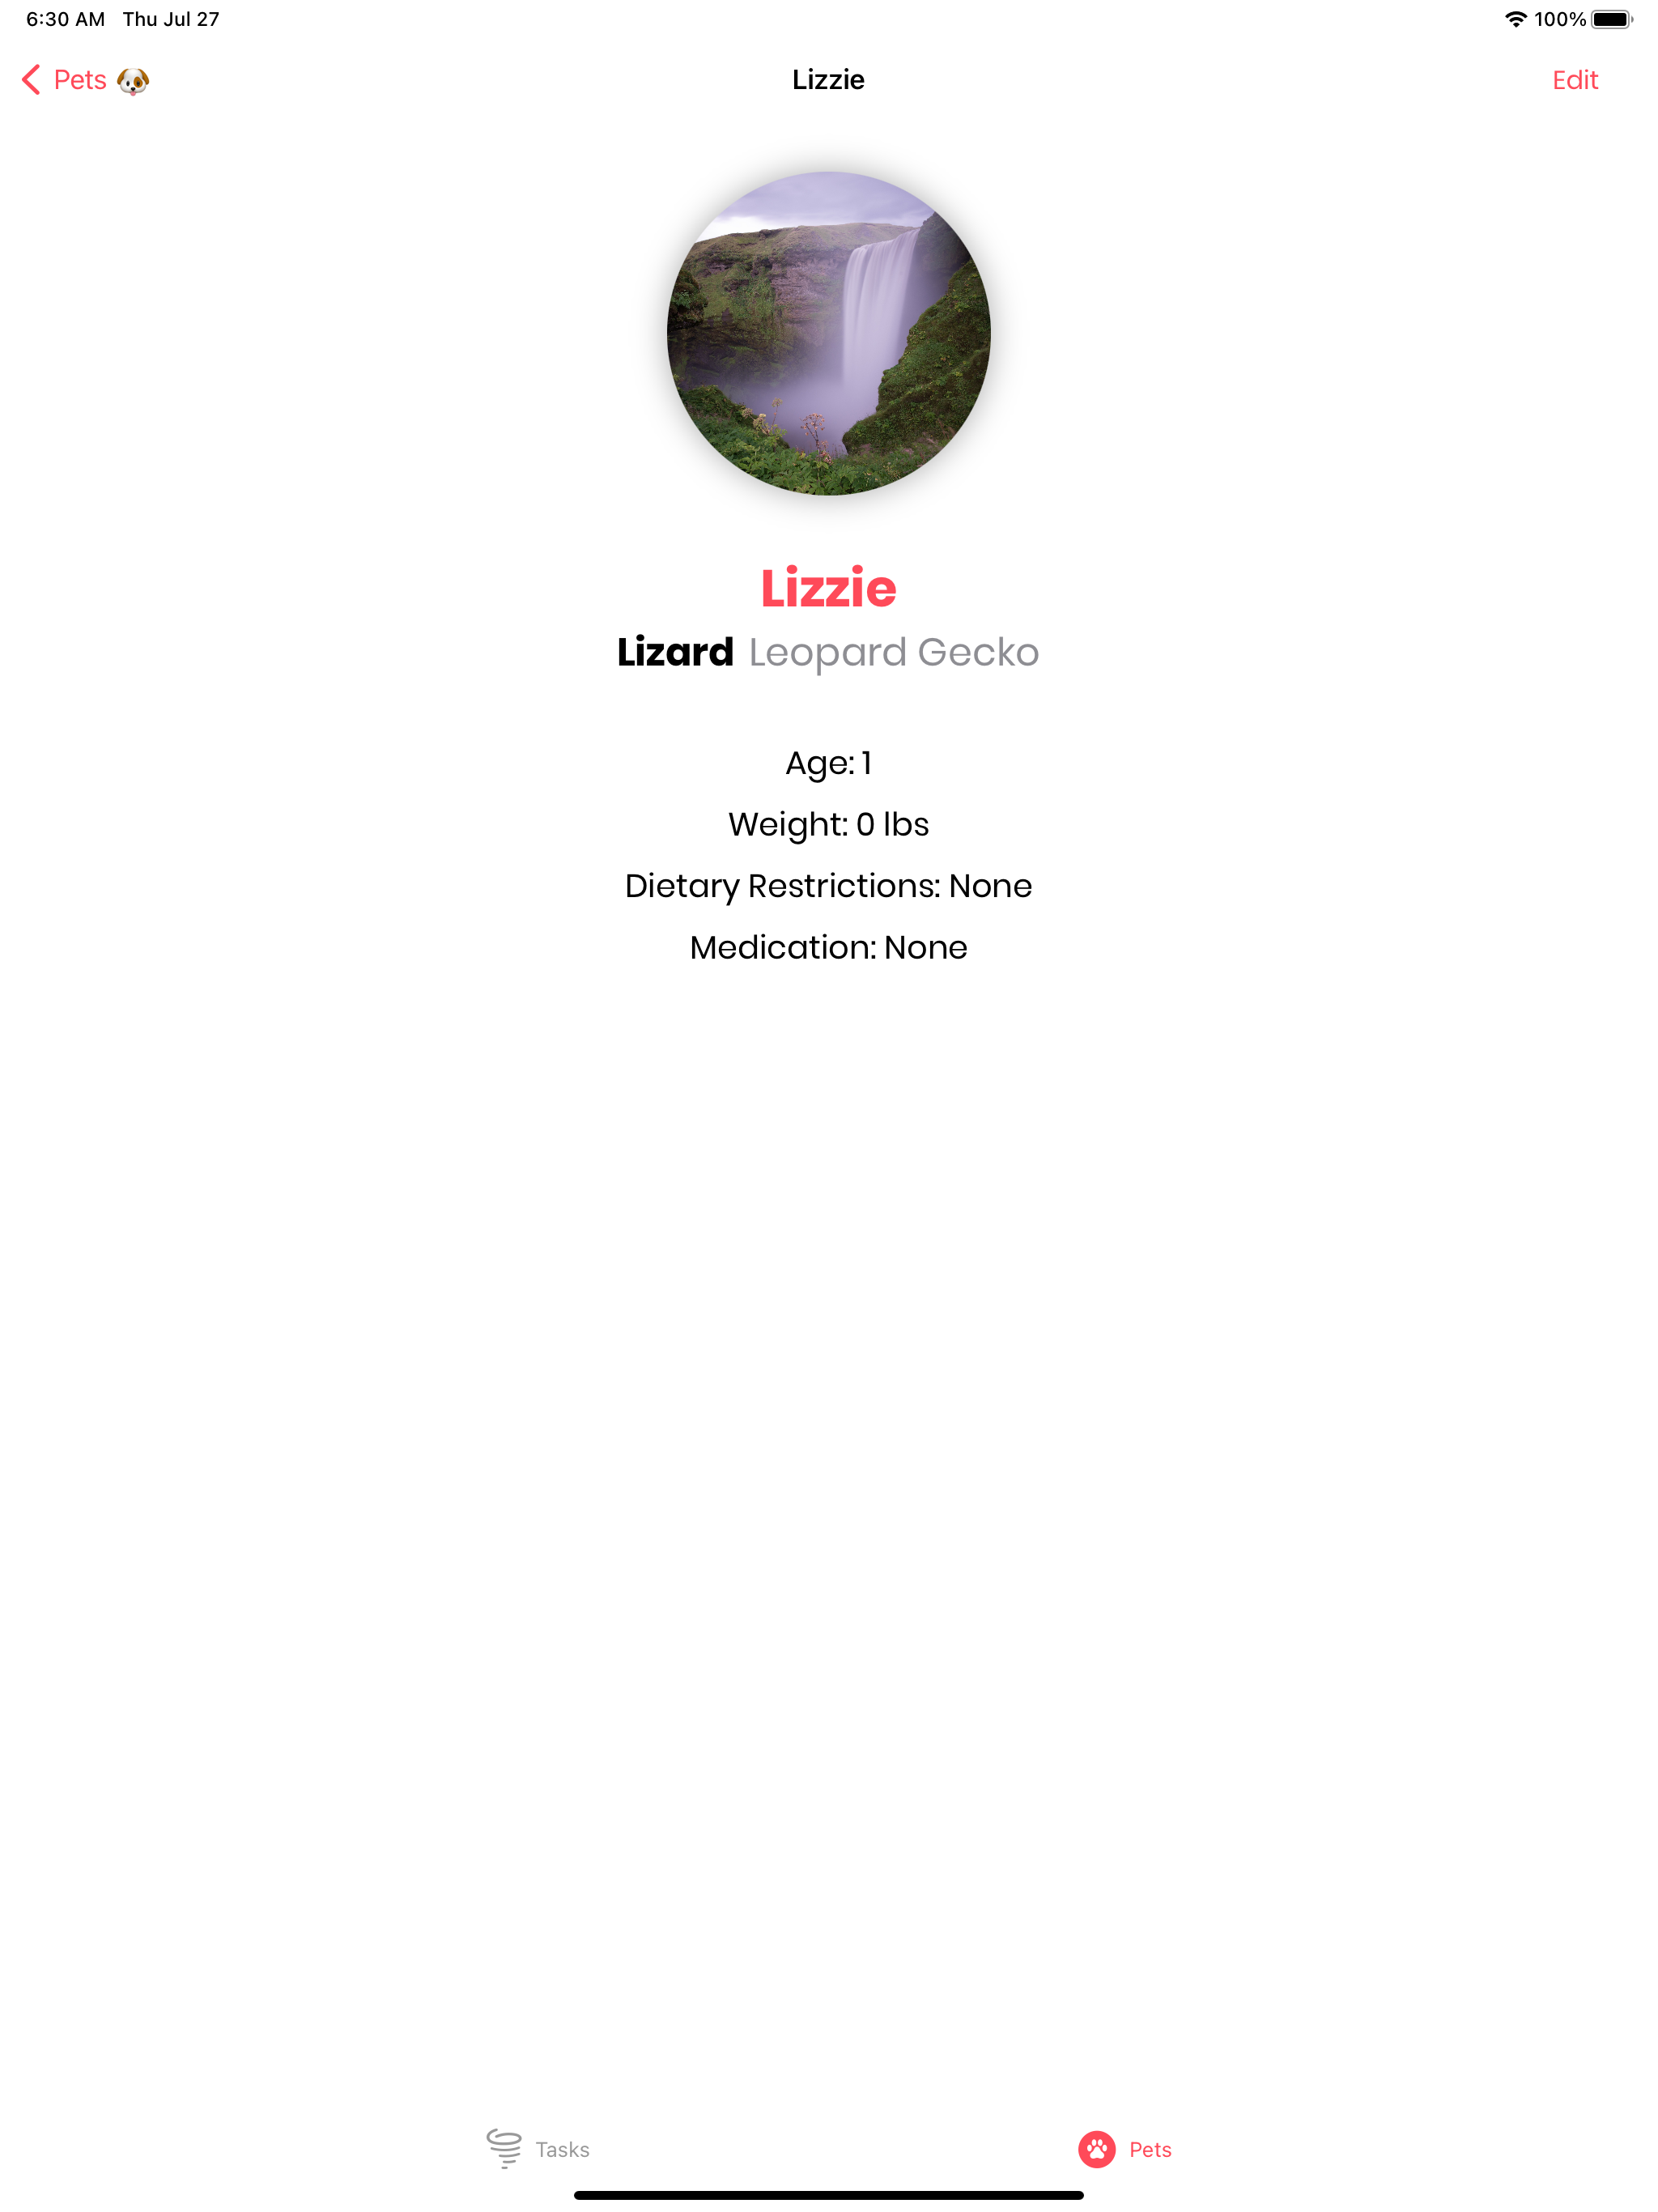 6:30 AM Thu Jul 27 100%
Pets Lizzie Edit
Lizzie
Lizard Leopard Gecko
Age: 1
Weight: 0 lbs
Dietary Restrictions: None
Medication: None
Tasks Pets